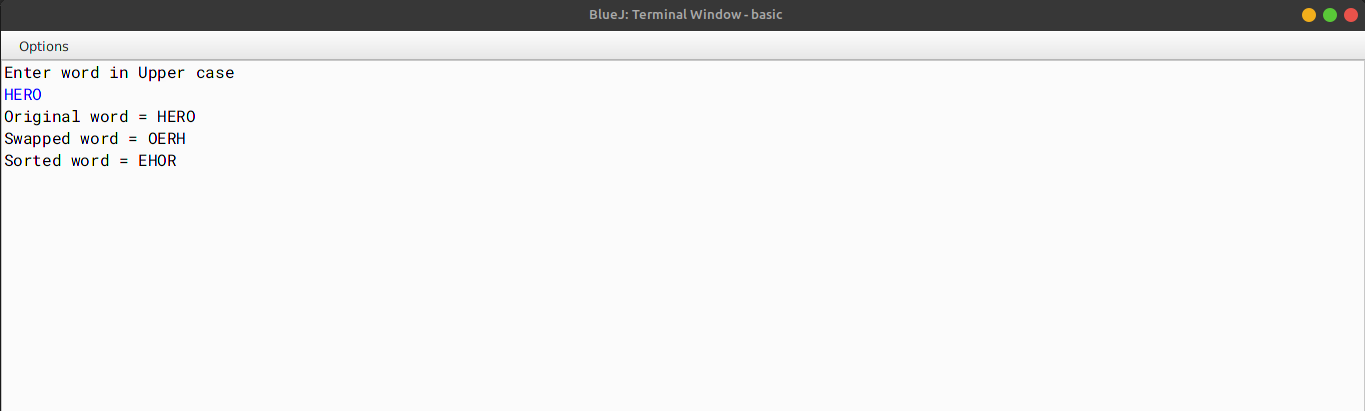 BlueJ: Terminal Window - basic
Options
Enter word in Upper case
HERO
Original word = HERO
Swapped word = OERH
Sorted word = EHOR